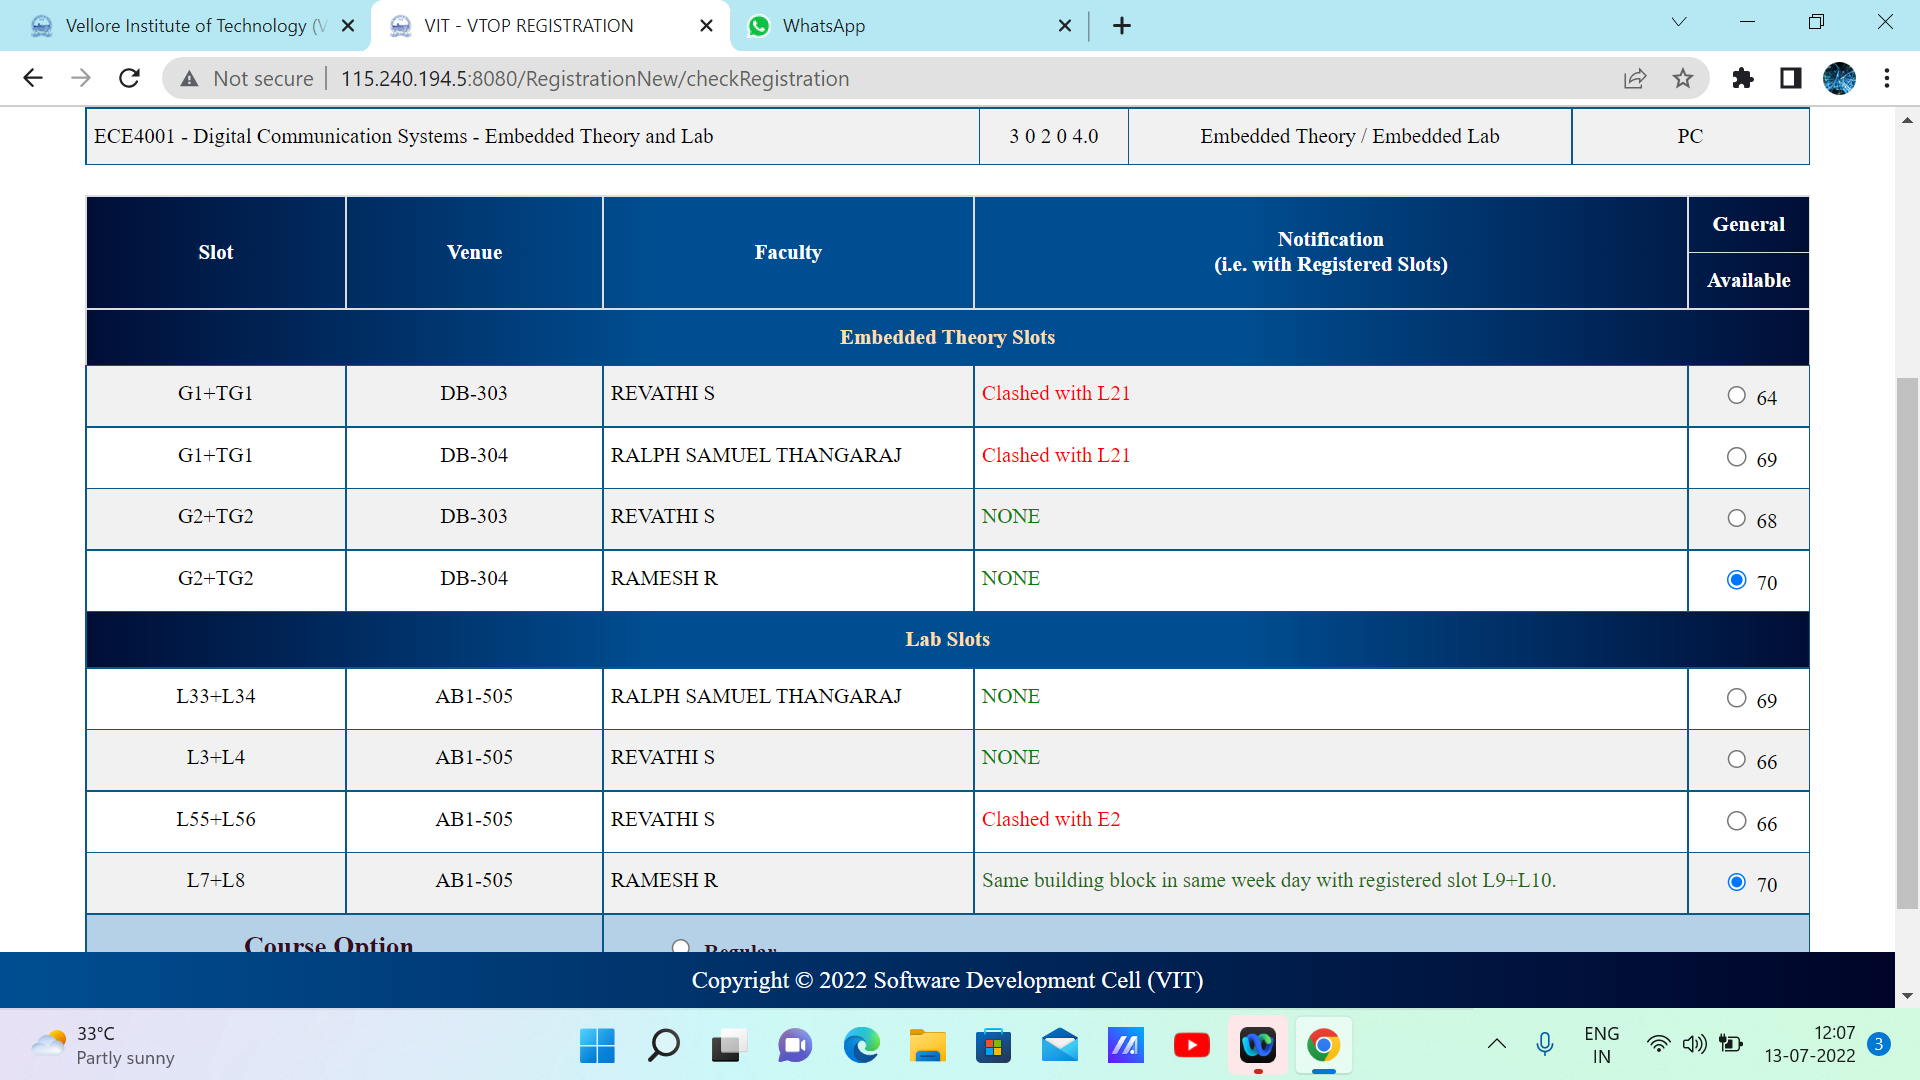 Vellore Institute of Technology (V
VIT - VTOP REGISTRATION
WhatsApp
Not secure
115.240.194.5:8080/RegistrationNew/checkRegistration
ECE4001 - Digital Communication Systems - Embedded Theory and Lab
3 0 2 0 4.0
Embedded Theory / Embedded Lab
PC
Slot
Venue
Faculty
Notification
(i.e. with Registered Slots)
General
Available
Embedded Theory Slots
G1+TG1 DB-303 REVATHI S Clashed with L21 64
G1+TG1 DB-304 RALPH SAMUEL THANGARAJ Clashed with L21 69
G2+TG2 DB-303 REVATHI S NONE 68
G2+TG2 DB-304 RAMESH R NONE 70
Lab Slots
L33+L34 AB1-505 RALPH SAMUEL THANGARAJ NONE 69
L3+L4 AB1-505 REVATHI S NONE 66
L55+L56 AB1-505 REVATHI S Clashed with E2 66
L7+L8 AB1-505 RAMESH R Same building block in same week day with registered slot L9+L10. 70
Course Option
Regular
Copyright © 2022 Software Development Cell (VIT)
33°C
Partly sunny
ENG
IN
12:07
13-07-2022
3